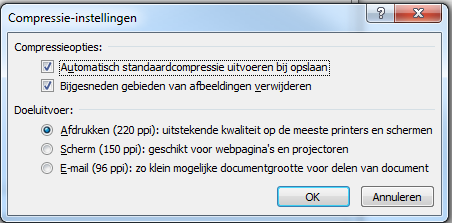 Compressie-instellingen
Compressieopties:
Automatisch standaardcompressie uitvoeren bij opslaan
Bijgesneden gebieden van afbeeldingen verwijderen
Doeluitvoer:
Afdrukken (220 ppi): uitstekende kwaliteit op de meeste printers en schermen
Scherm (150 ppi): geschikt voor webpagina's en projectoren
E-mail (96 ppi): zo klein mogelijke documentgrootte voor delen van document
OK Annuleren